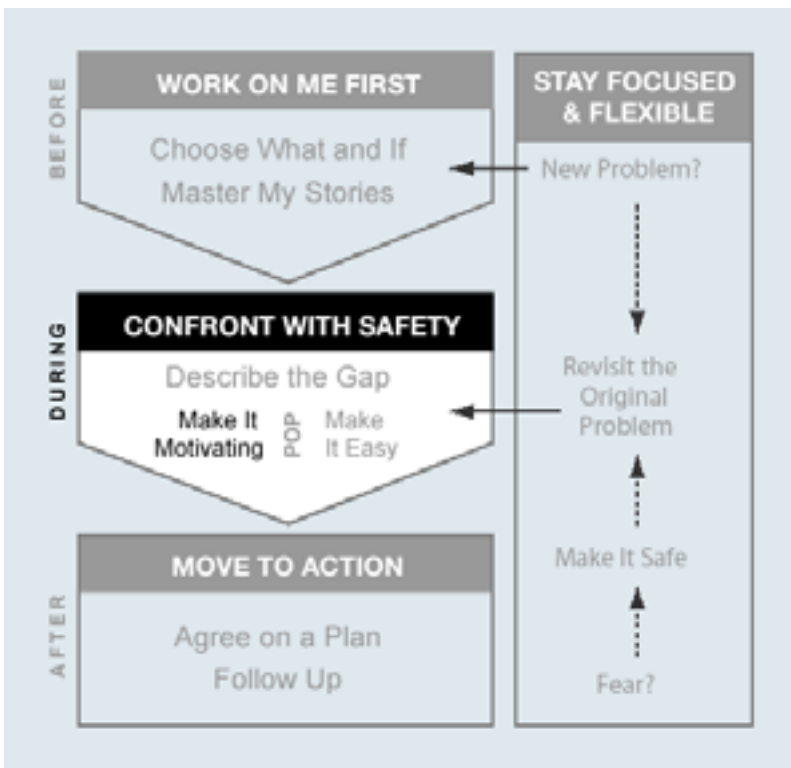 BEFORE
WORK ON ME FIRST
Choose What and If
Master My Stories
DURING
CONFRONT WITH SAFETY
Describe the Gap
Make It
Motivating
POP
Make
It Easy
AFTER
MOVE TO ACTION
Agree on a Plan
Follow Up
STAY FOCUSED
& FLEXIBLE
New Problem?
Revisit the
Original
Problem
Make It Safe
Fear?